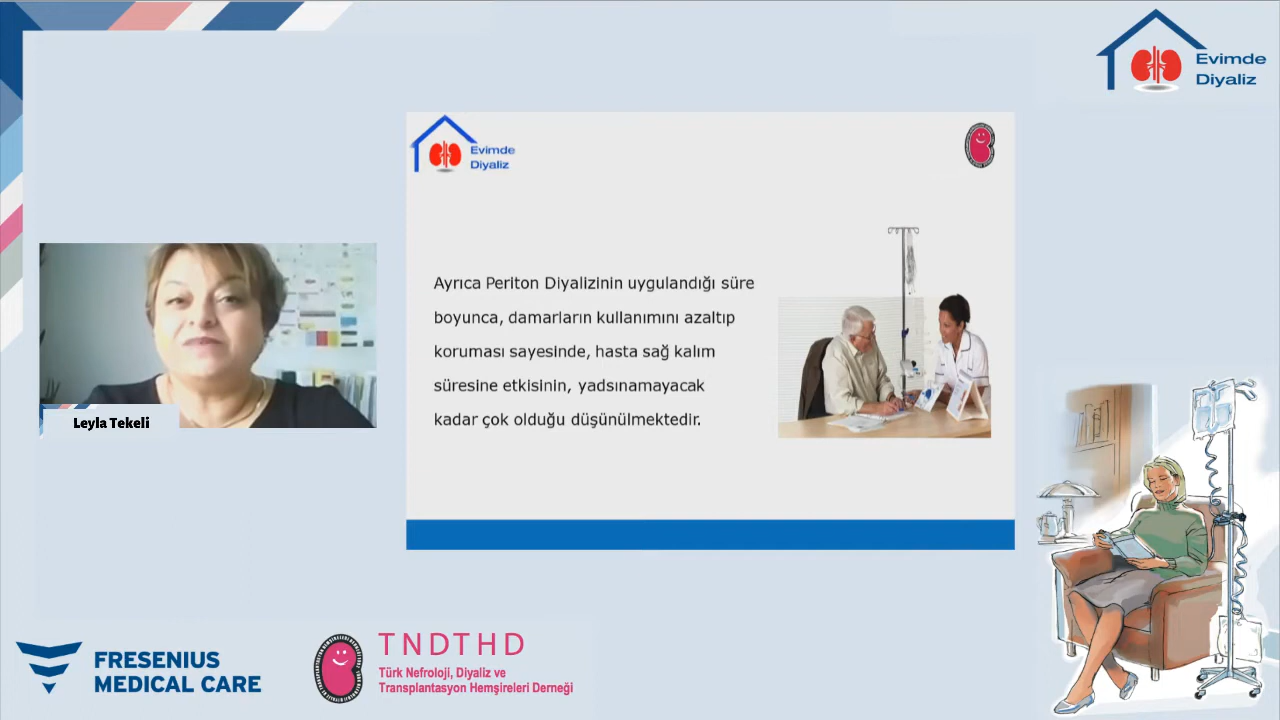 Evimde
Diyaliz
Evimde
Diyaliz
Ayrıca Periton Diyalizinin uygulandığı süre
boyunca, damarların kullanımını azaltıp
koruması sayesinde, hasta sağ kalım
süresine etkisinin, yadsınamayacak
kadar çok olduğu düşünülmektedir.
Leyla Tekeli
FRESENIUS
MEDICAL CARE
TNDTHD
Türk Nefroloji, Diyaliz ve
Transplantasyon Hemşireleri Derneği